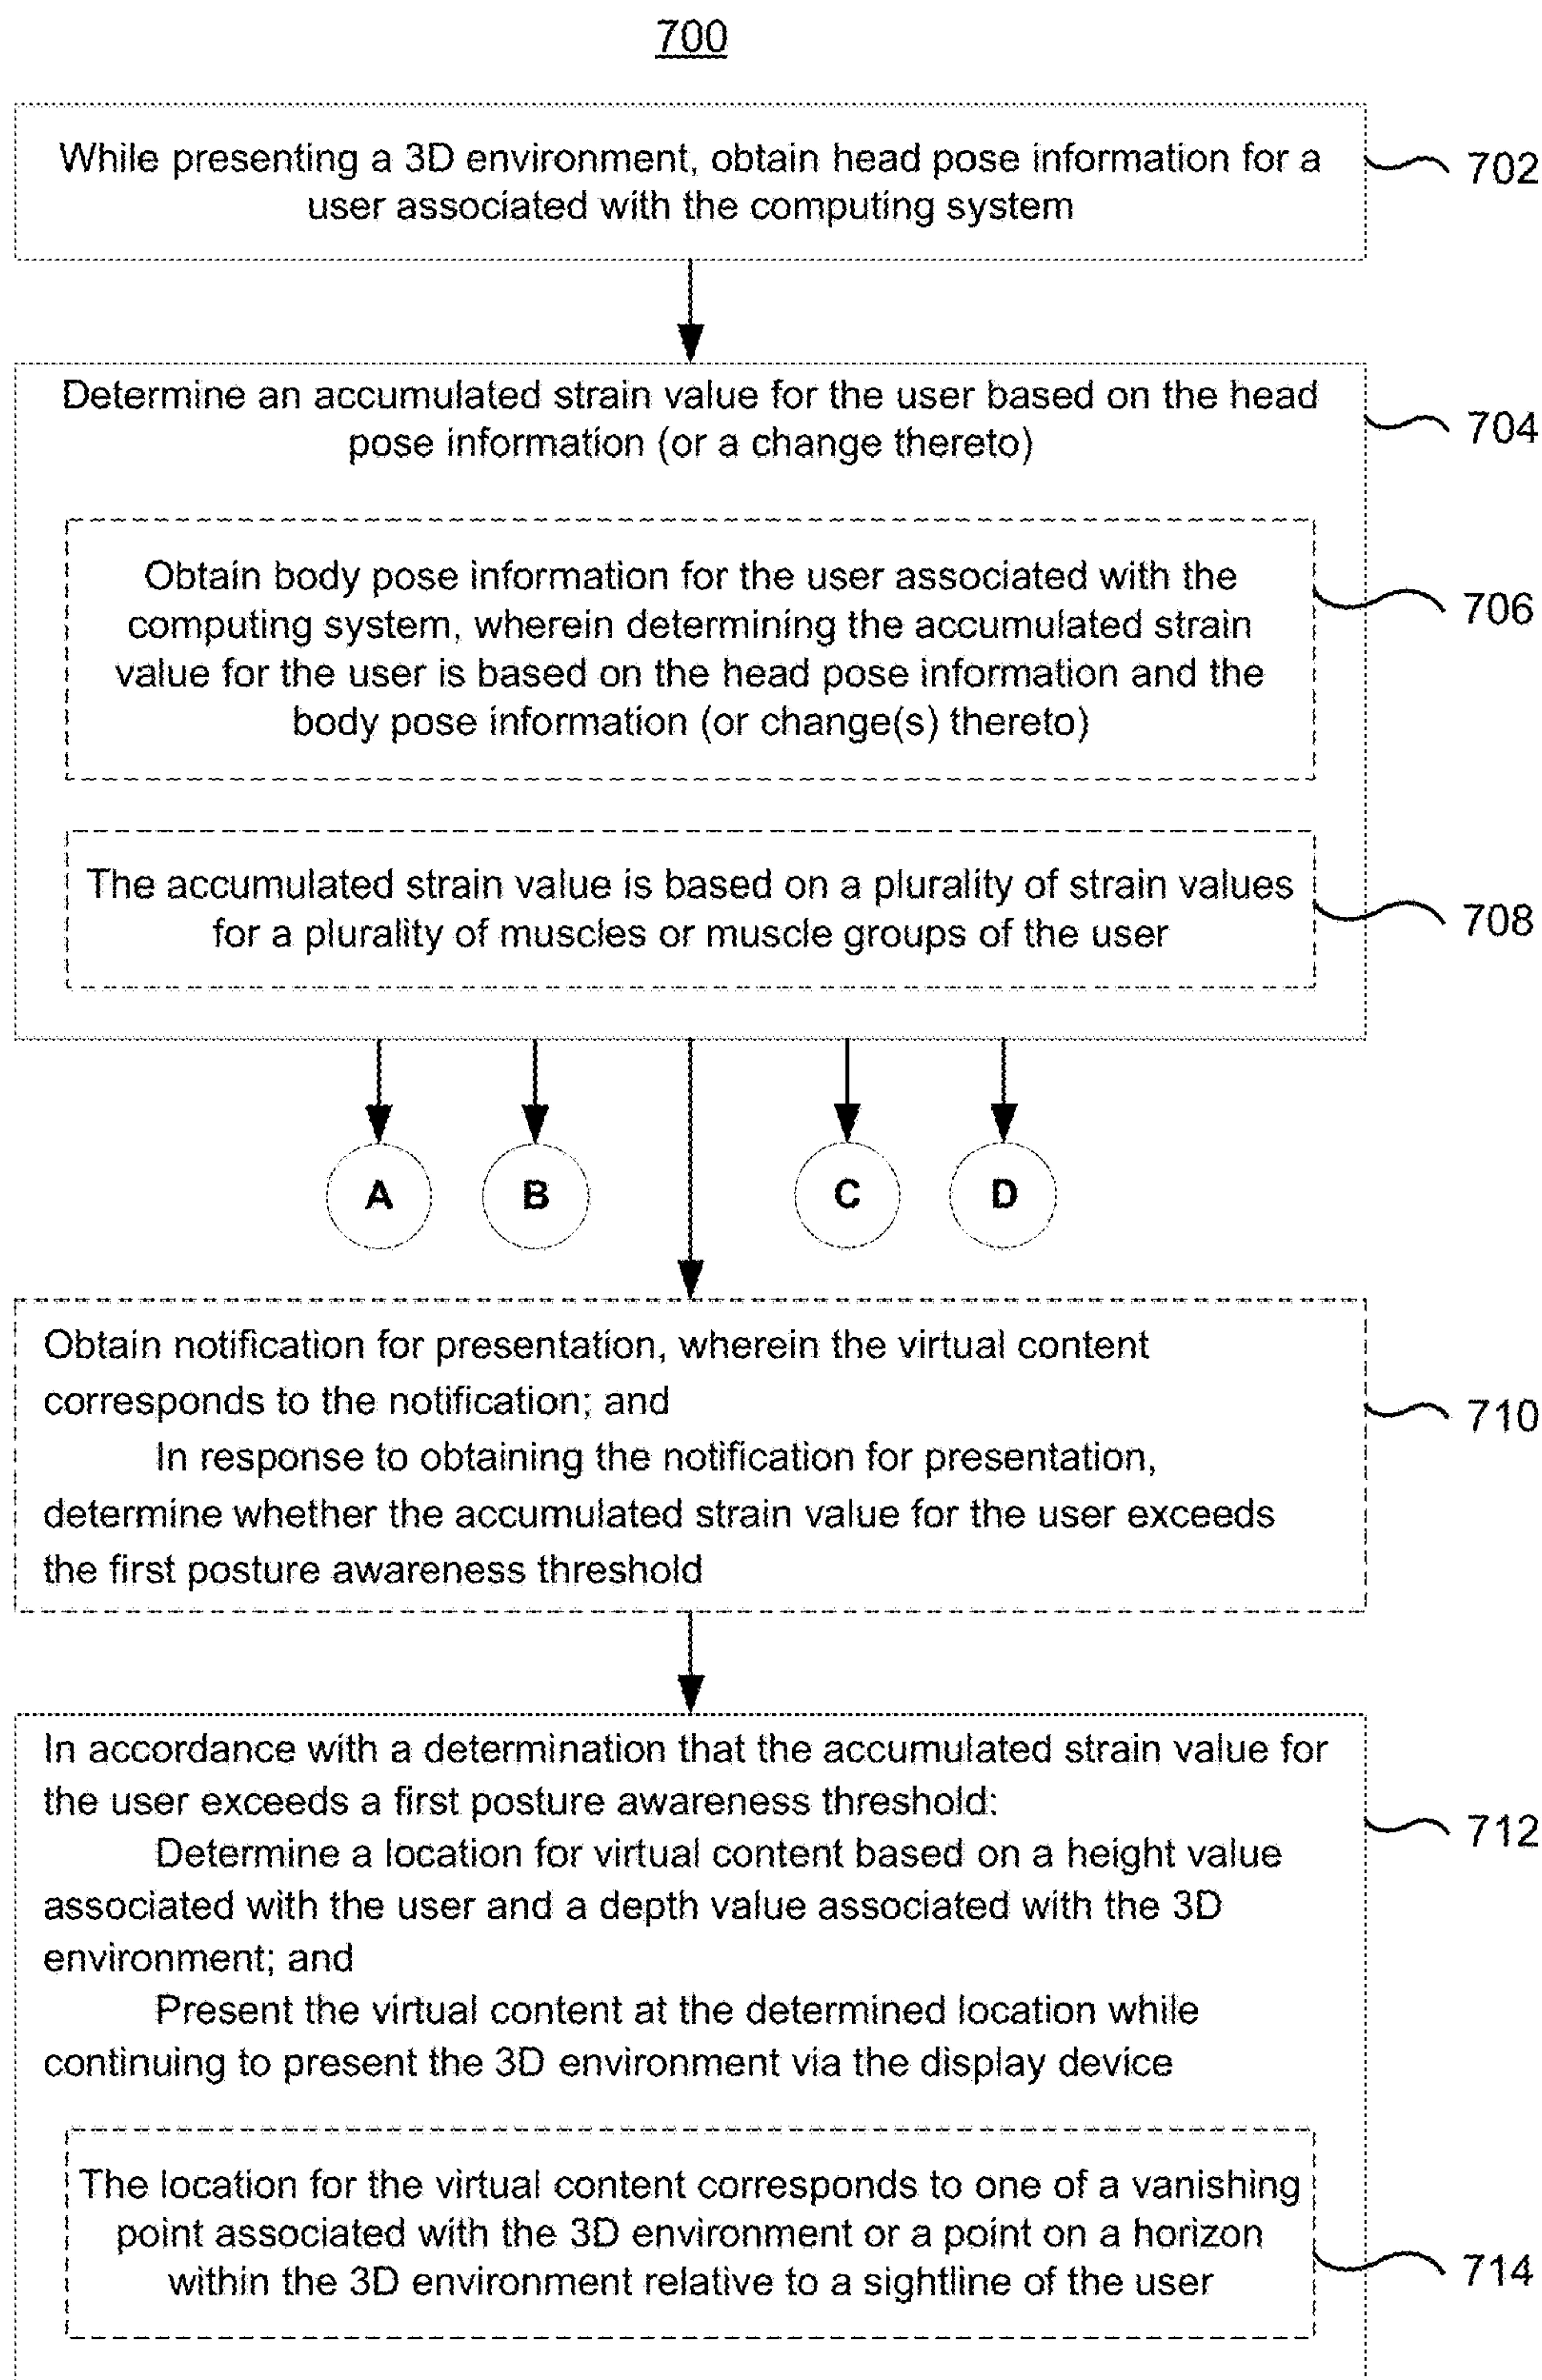 700
While presenting a 3D environment, obtain head pose information for a
user associated with the computing system
702
Determine an accumulated strain value for the user based on the head
pose information (or a change thereto)
704
Obtain body pose information for the user associated with the
computing system, wherein determining the accumulated strain
value for the user is based on the head pose information and the
body pose information (or change(s) thereto)
706
The accumulated strain value is based on a plurality of strain values
for a plurality of muscles or muscle groups of the user
708
A
B
C
D
Obtain notification for presentation, wherein the virtual content
corresponds to the notification; and
In response to obtaining the notification for presentation,
determine whether the accumulated strain value for the user exceeds
the first posture awareness threshold
710
In accordance with a determination that the accumulated strain value for
the user exceeds a first posture awareness threshold:
Determine a location for virtual content based on a height value
associated with the user and a depth value associated with the 3D
environment; and
Present the virtual content at the determined location while
continuing to present the 3D environment via the display device
712
The location for the virtual content corresponds to one of a vanishing
point associated with the 3D environment or a point on a horizon
within the 3D environment relative to a sightline of the user
714